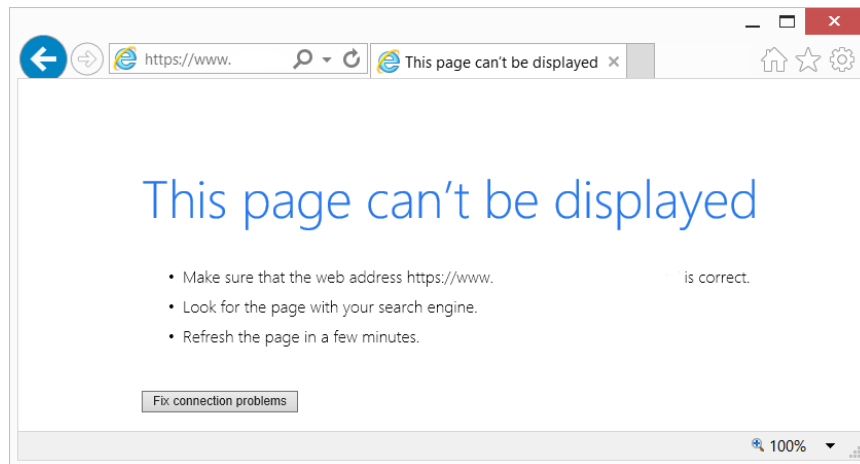 https://www.
This page can't be displayed
This page can't be displayed
• Make sure that the web address https://www. is correct.
• Look for the page with your search engine.
• Refresh the page in a few minutes.
Fix connection problems
100%